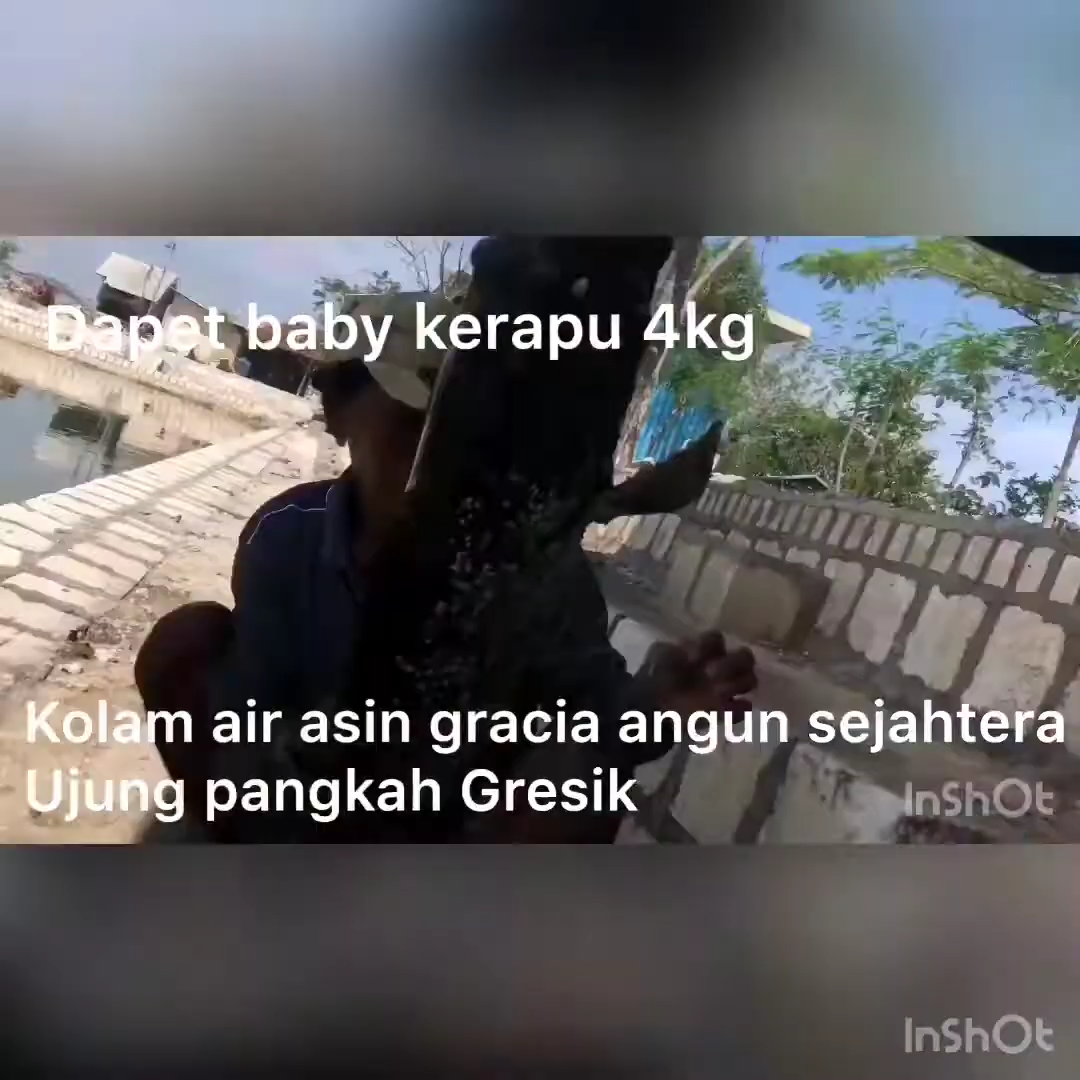 Dapet baby kerapu 4kg
Kolam air asin gracia angun sejahtera
Ujung pangkah Gresik
InShOt
InShOt